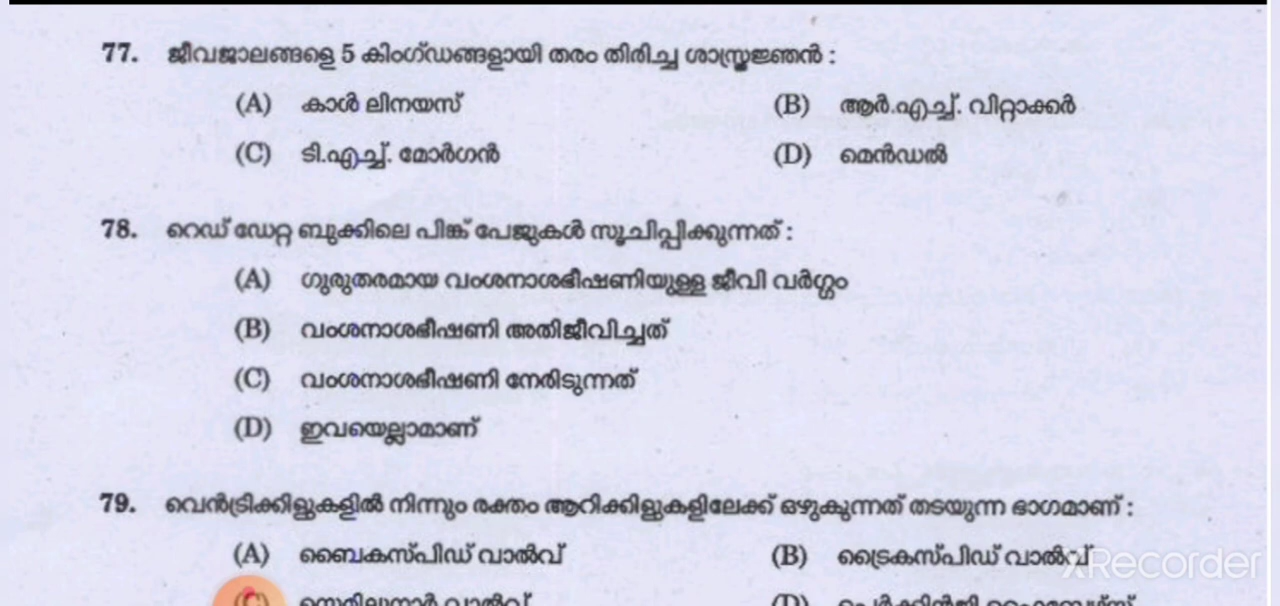 77. ജീവജാലങ്ങളെ 5 കിംഗ്ഡങ്ങളായി തരം തിരിച്ച ശാസ്ത്രജ്ഞൻ :
(A) കാൾ ലിനയസ് (B) ആർ.എച്ച്. വിറ്റാക്കർ
(C) ടി.എച്ച്. മോർഗൻ (D) മെൻഡൽ
78. റെഡ് ഡേറ്റ ബുക്കിലെ പിങ്ക് പേജുകൾ സൂചിപ്പിക്കുന്നത് :
(A) ഗുരുതരമായ വംശനാശഭീഷണിയുള്ള ജീവി വർഗ്ഗം
(B) വംശനാശഭീഷണി അതിജീവിച്ചത്
(C) വംശനാശഭീഷണി നേരിടുന്നത്
(D) ഇവയെല്ലാമാണ്
79. വെൻട്രിക്കിളുകളിൽ നിന്നും രക്തം ആറിക്കിളുകളിലേക്ക് ഒഴുകുന്നത് തടയുന്ന ഭാഗമാണ് :
(A) ബൈകസ്പിഡ് വാൽവ് (B) ട്രൈകസ്പിഡ് വാൽവ്
XRecorder